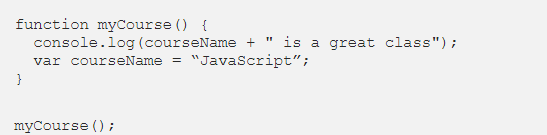 function myCourse() {
  console.log(courseName + " is a great class");
  var courseName = “JavaScript”;
}

myCourse();